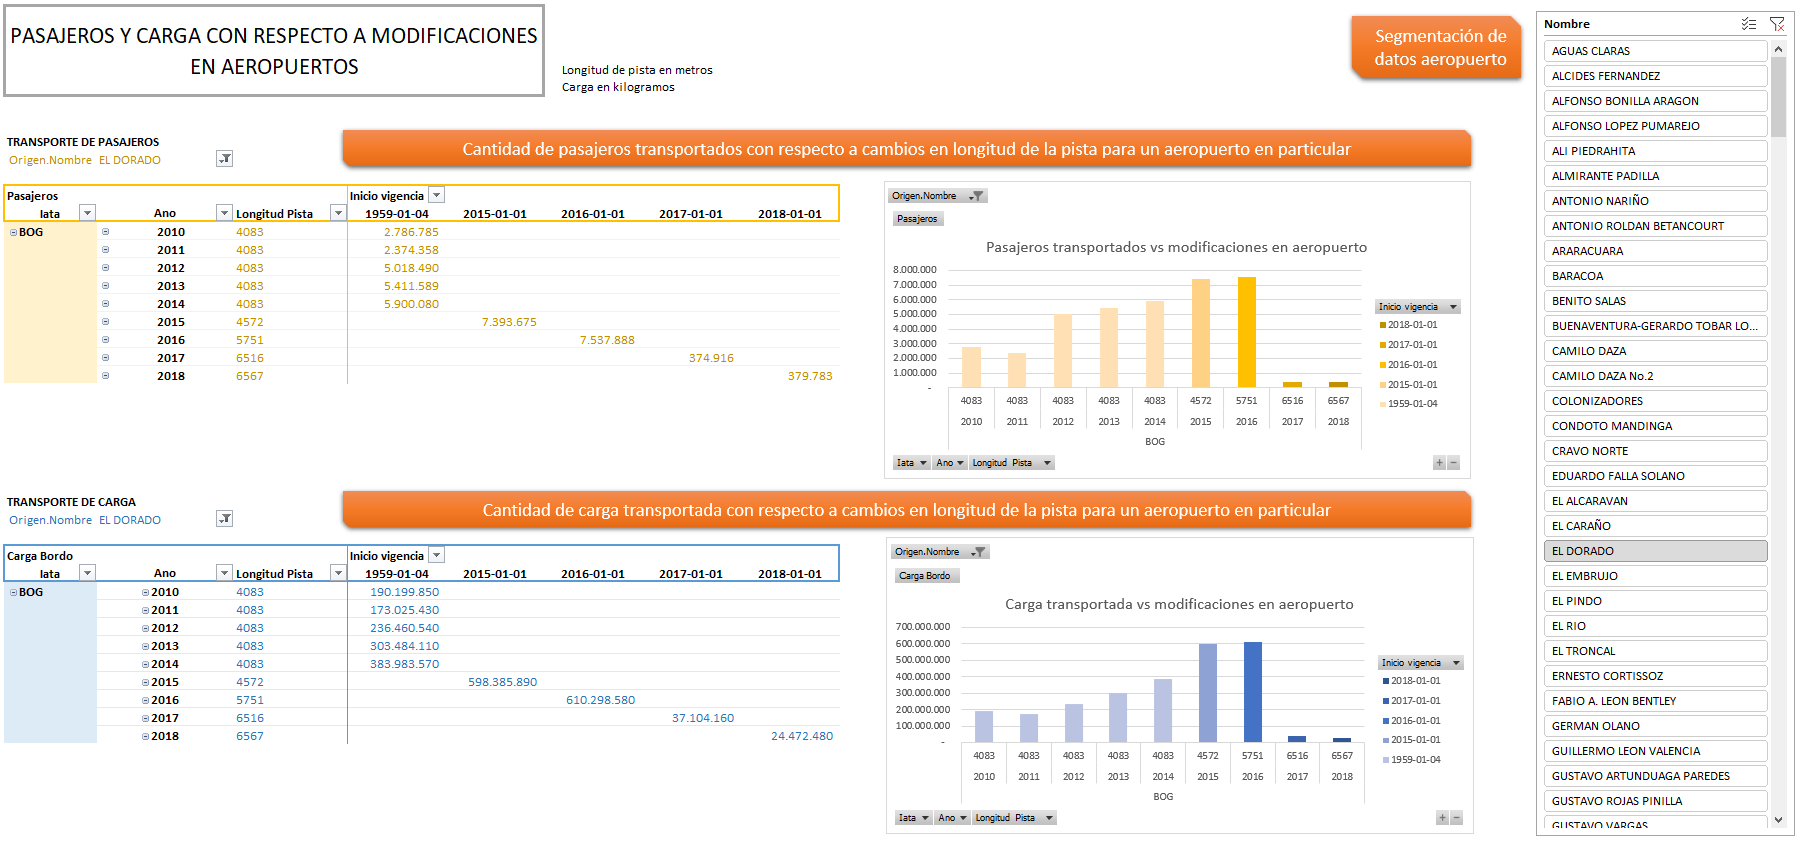 PASAJEROS Y CARGA CON RESPECTO A MODIFICACIONES
EN AEROPUERTOS
Longitud de pista en metros
Carga en kilogramos
Segmentación de
datos aeropuerto
TRANSPORTE DE PASAJEROS
Origen.Nombre EL DORADO
Cantidad de pasajeros transportados con respecto a cambios en longitud de la pista para un aeropuerto en particular
Pasajeros Inicio vigencia
Iata Ano Longitud Pista 1959-01-04 2015-01-01 2016-01-01 2017-01-01 2018-01-01
BOG 2010 4083 2.786.785
2011 4083 2.374.358
2012 4083 5.018.490
2013 4083 5.411.589
2014 4083 5.900.080
2015 4572 7.393.675
2016 5751 7.537.888
2017 6516 374.916
2018 6567 379.783
Origen.Nombre
Pasajeros
Pasajeros transportados vs modificaciones en aeropuerto
8.000.000
7.000.000
6.000.000
5.000.000
4.000.000
3.000.000
2.000.000
1.000.000
-
4083 4083 4083 4083 4083 4572 5751 6516 6567
2010 2011 2012 2013 2014 2015 2016 2017 2018
BOG
Inicio vigencia
2018-01-01
2017-01-01
2016-01-01
2015-01-01
1959-01-04
Iata Ano Longitud Pista
+ -
TRANSPORTE DE CARGA
Origen.Nombre EL DORADO
Cantidad de carga transportada con respecto a cambios en longitud de la pista para un aeropuerto en particular
Carga Bordo Inicio vigencia
Iata Ano Longitud Pista 1959-01-04 2015-01-01 2016-01-01 2017-01-01 2018-01-01
BOG 2010 4083 190.199.850
2011 4083 173.025.430
2012 4083 236.460.540
2013 4083 303.484.110
2014 4083 383.983.570
2015 4572 598.385.890
2016 5751 610.298.580
2017 6516 37.104.160
2018 6567 24.472.480
Origen.Nombre
Carga Bordo
Carga transportada vs modificaciones en aeropuerto
700.000.000
600.000.000
500.000.000
400.000.000
300.000.000
200.000.000
100.000.000
-
4083 4083 4083 4083 4083 4572 5751 6516 6567
2010 2011 2012 2013 2014 2015 2016 2017 2018
BOG
Inicio vigencia
2018-01-01
2017-01-01
2016-01-01
2015-01-01
1959-01-04
Iata Ano Longitud Pista
+ -
Nombre
AGUAS CLARAS
ALCIDES FERNANDEZ
ALFONSO BONILLA ARAGON
ALFONSO LOPEZ PUMAREJO
ALI PIEDRAHITA
ALMIRANTE PADILLA
ANTONIO NARIÑO
ANTONIO ROLDAN BETANCOURT
ARARACUARA
BARACOA
BENITO SALAS
BUENAVENTURA-GERARDO TOBAR LO...
CAMILO DAZA
CAMILO DAZA No.2
COLONIZADORES
CONDOTO MANDINGA
CRAVO NORTE
EDUARDO FALLA SOLANO
EL ALCARAVAN
EL CARAÑO
EL DORADO
EL EMBRUJO
EL PINDO
EL RIO
EL TRONCAL
ERNESTO CORTISSOZ
FABIO A. LEON BENTLEY
GERMAN OLANO
GUILLERMO LEON VALENCIA
GUSTAVO ARTUNDUAGA PAREDES
GUSTAVO ROJAS PINILLA
GUSTAVO VARGAS